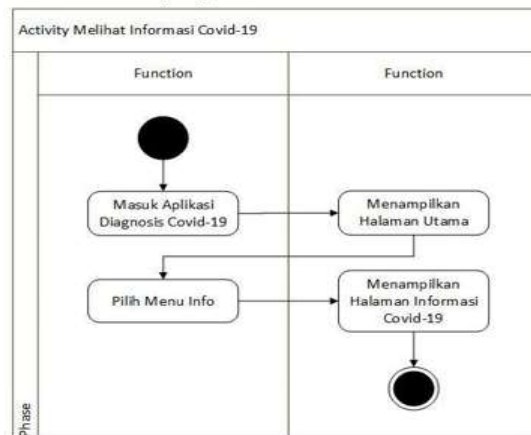 Activity Melihat Informasi Covid-19
Function
Function
Masuk Aplikasi
Diagnosis Covid-19
Menampilkan
Halaman Utama
Pilih Menu Info
Menampilkan
Halaman Informasi
Covid-19
Phase